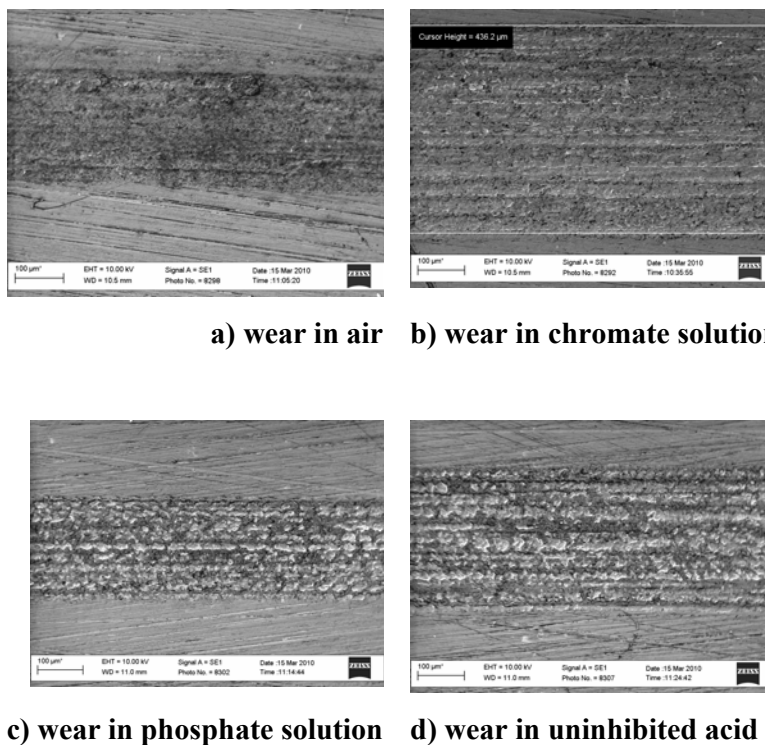 Cursor Height = 436.2 µm
100 µm*
EHT = 10.00 kV
Signal A = SE1
Date :15 Mar 2010
WD = 10.5 mm
Photo No. = 8298
Time :11:05:20
ZEISS
100 µm*
EHT = 10.00 kV
Signal A = SE1
Date :15 Mar 2010
WD = 10.5 mm
Photo No. = 8292
Time :10:35:55
ZEISS
a) wear in air
b) wear in chromate solution
100 µm*
EHT = 10.00 kV
Signal A = SE1
Date :15 Mar 2010
WD = 11.0 mm
Photo No. = 8302
Time :11:14:44
ZEISS
100 µm*
EHT = 10.00 kV
Signal A = SE1
Date :15 Mar 2010
WD = 11.0 mm
Photo No. = 8307
Time :11:24:42
ZEISS
c) wear in phosphate solution
d) wear in uninhibited acid